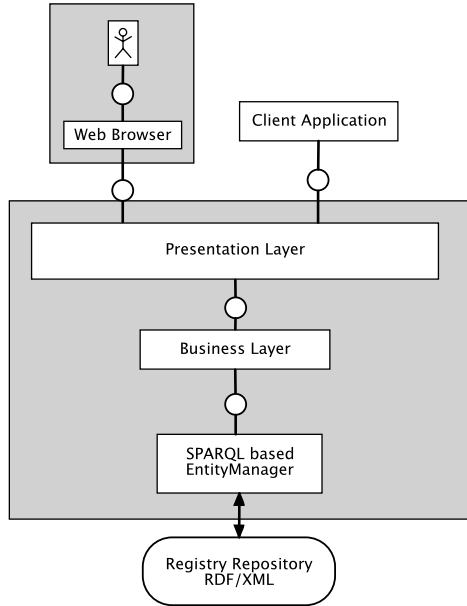 Web Browser
Client Application
Presentation Layer
Business Layer
SPARQL based
EntityManager
Registry Repository
RDF/XML